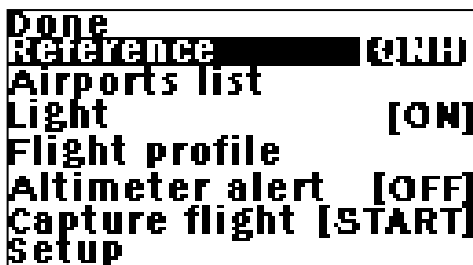 Done
Reference [QNH]
Airports list
Light [ON]
Flight profile
Altimeter alert [OFF]
Capture flight [START]
Setup